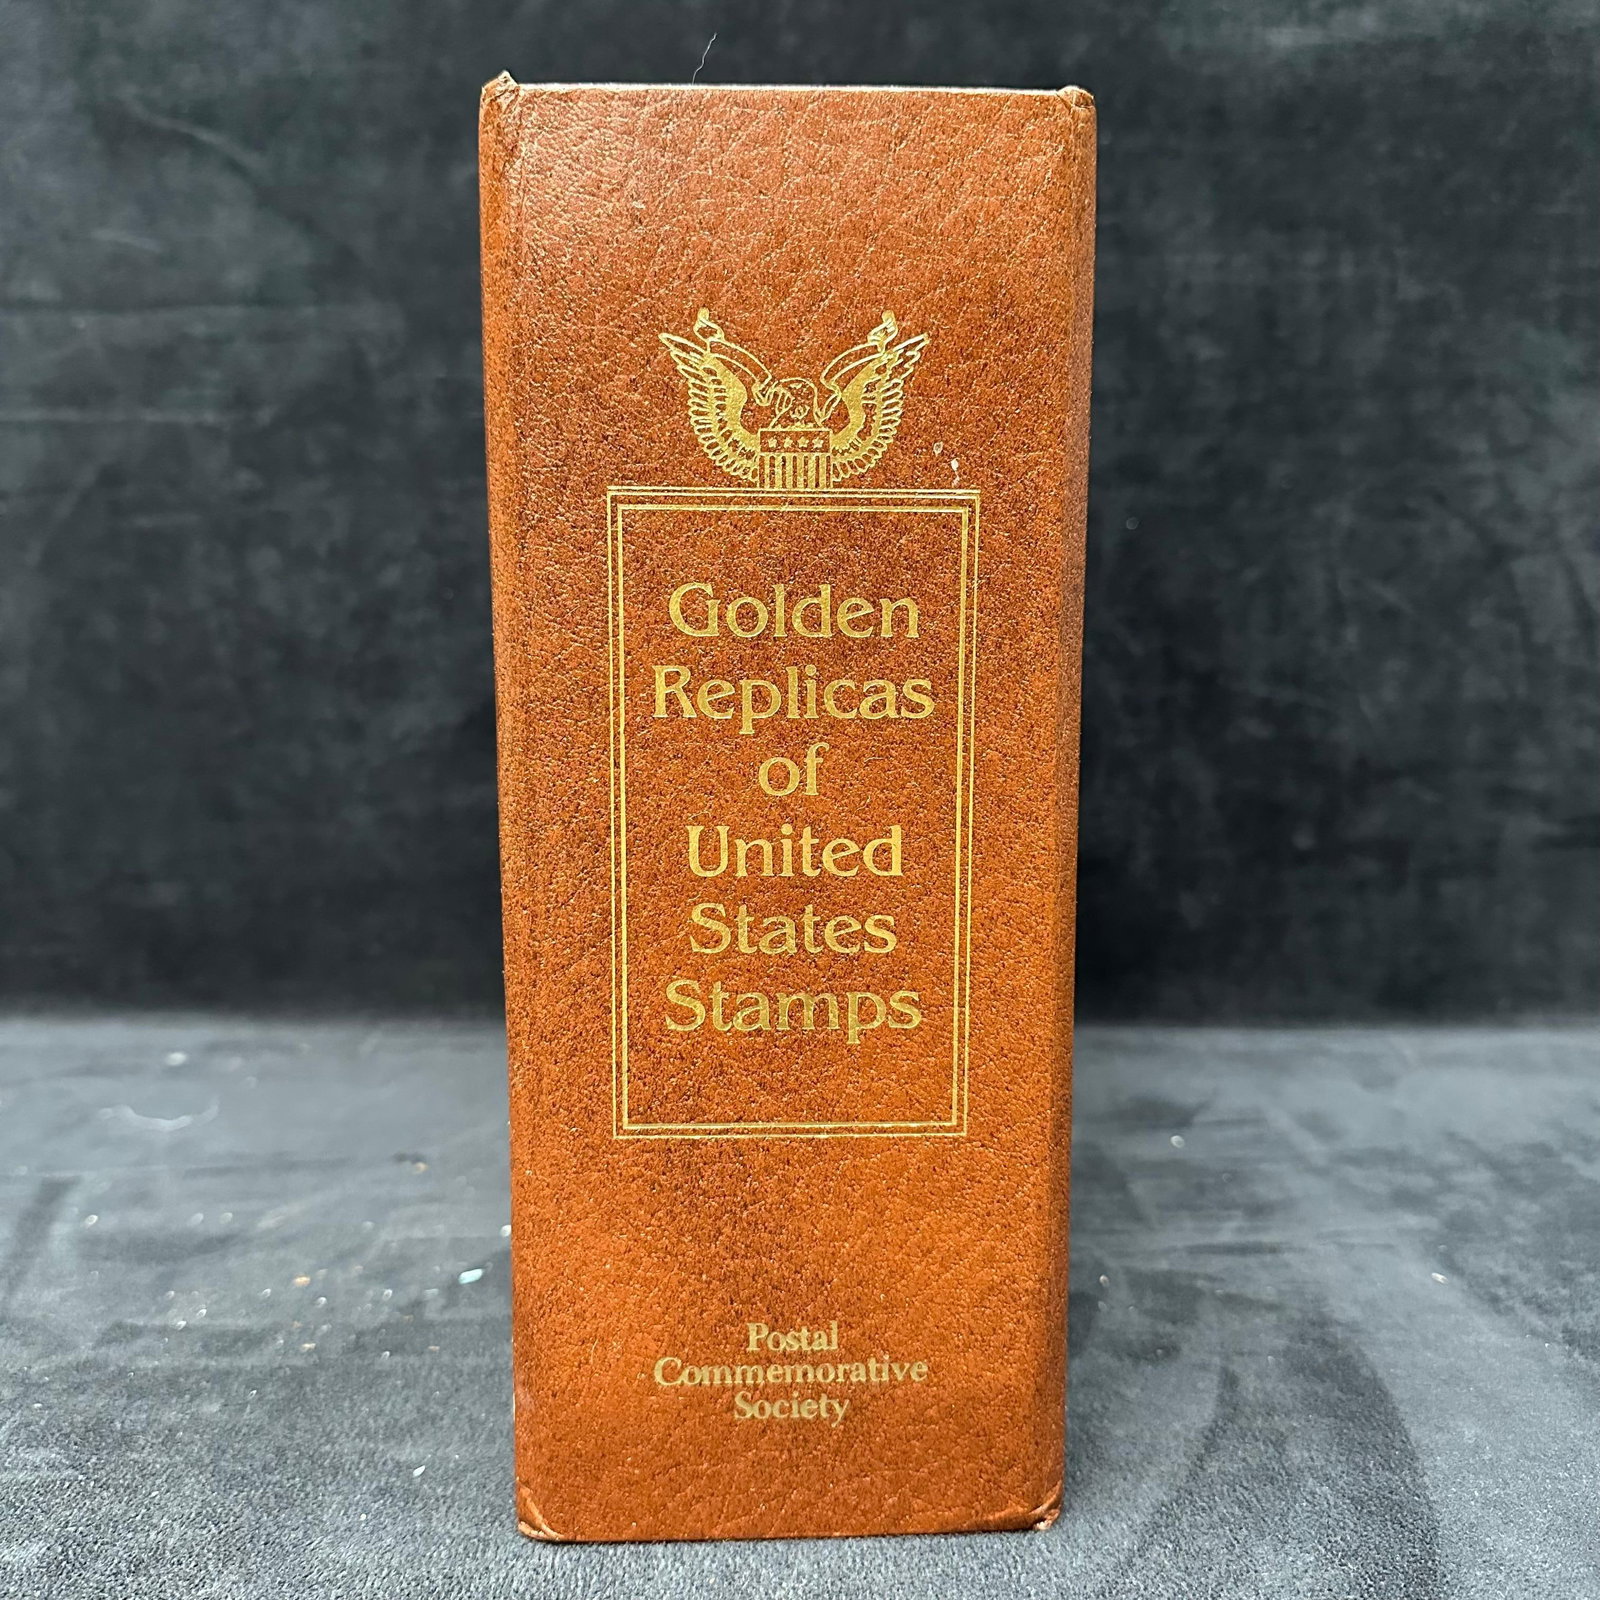 Golden
Replicas
of
United
States
Stamps
Postal
Commemorative
Society